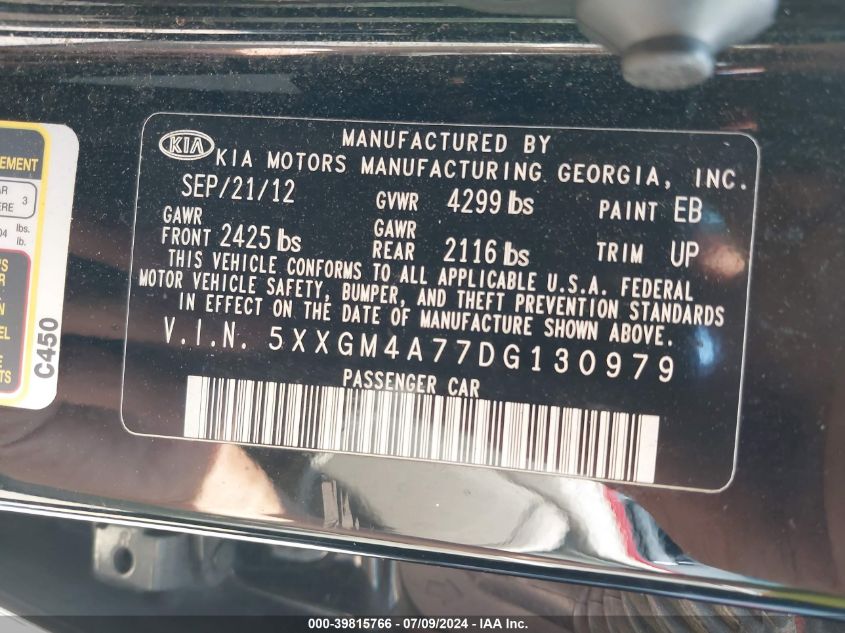 MANUFACTURED BY
KIA KIA MOTORS MANUFACTURING GEORGIA, INC.
SEP/21/12 GVWR 4299 lbs PAINT EB
GAWR GAWR
FRONT 2425 lbs REAR 2116 lbs TRIM UP
THIS VEHICLE CONFORMS TO ALL APPLICABLE U.S.A. FEDERAL
MOTOR VEHICLE SAFETY, BUMPER, AND THEFT PREVENTION STANDARDS
IN EFFECT ON THE DATE OF MANUFACTURE SHOWN ABOVE.
V.I.N. 5XXGM4A77DG130979
PASSENGER CAR
3
lbs.
lb.
C450
000-39815766 / 07/09/2024 - IAA Inc.